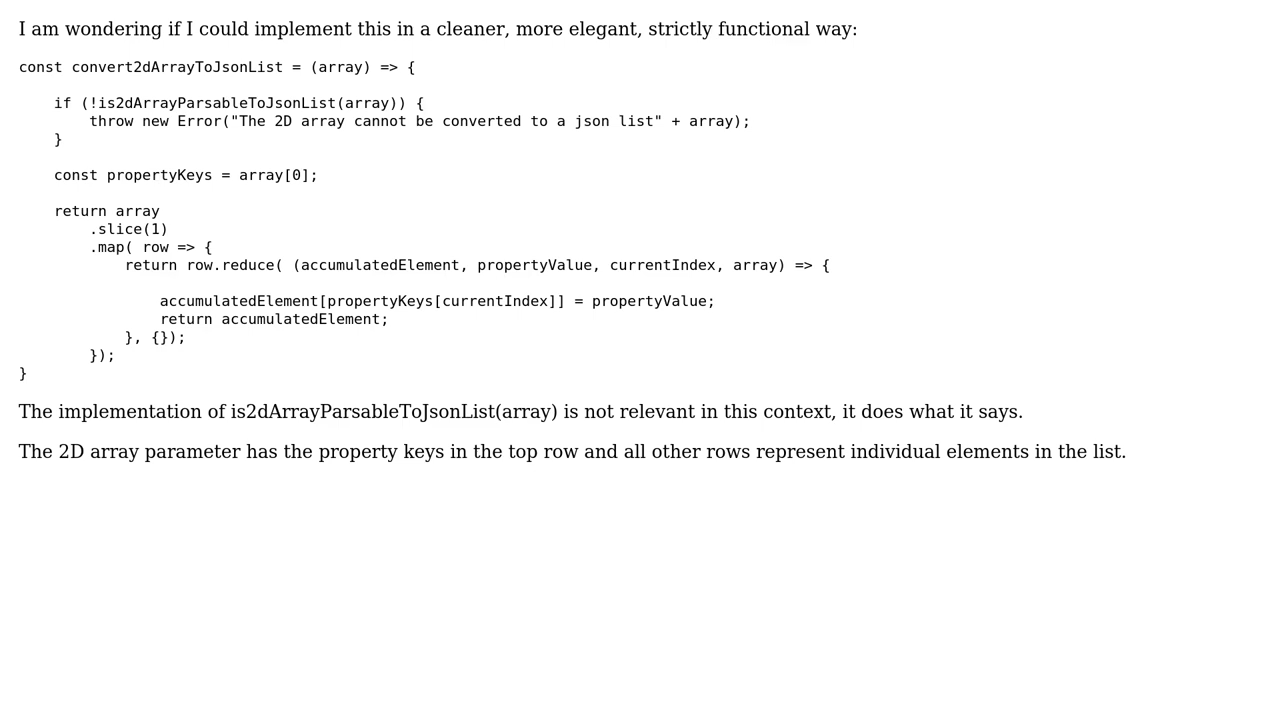 I am wondering if I could implement this in a cleaner, more elegant, strictly functional way:
const convert2dArrayToJsonList = (array) => {
    if (!is2dArrayParsableToJsonList(array)) {
        throw new Error("The 2D array cannot be converted to a json list" + array);
    }
    const propertyKeys = array[0];
    return array
        .slice(1)
        .map( row => {
            return row.reduce( (accumulatedElement, propertyValue, currentIndex, array) => {
                accumulatedElement[propertyKeys[currentIndex]] = propertyValue;
                return accumulatedElement;
            }, {});
        });
}
The implementation of is2dArrayParsableToJsonList(array) is not relevant in this context, it does what it says.
The 2D array parameter has the property keys in the top row and all other rows represent individual elements in the list.